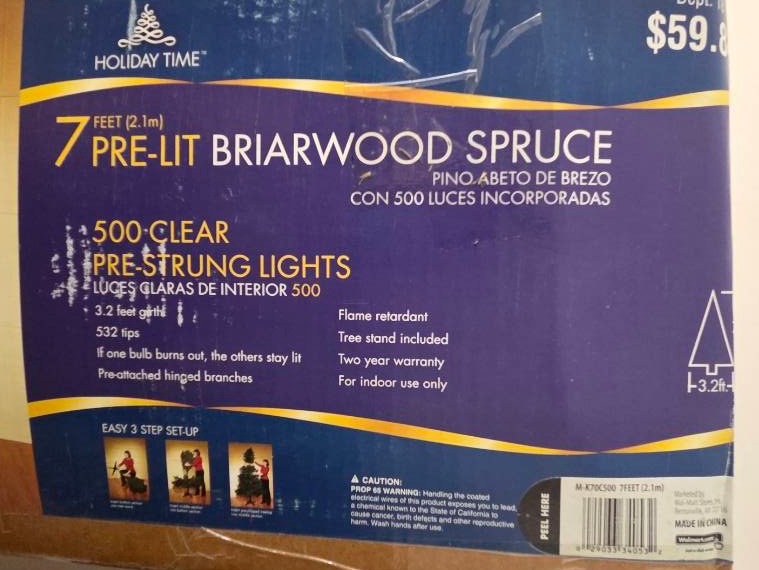 HOLIDAY TIME™
$59.8
7 FEET (2.1m)
PRE-LIT BRIARWOOD SPRUCE
PINO ABETO DE BREZO
CON 500 LUCES INCORPORADAS
500 CLEAR
PRE-STRUNG LIGHTS
LUCES CLARAS DE INTERIOR 500
3.2 feet girth
532 tips
If one bulb burns out, the others stay lit
Pre-attached hinged branches
Flame retardant
Tree stand included
Two year warranty
For indoor use only
3.2ft.
EASY 3 STEP SET-UP
CAUTION:
PROP 65 WARNING: Handling the coated
electrical wires of this product exposes you to lead,
a chemical known to the State of California to
cause cancer, birth defects and other reproductive
harm. Wash hands after use.
PEEL HERE
M-K70C500 7FEET (2.1m)
29033 34053
Marketed by
MADE IN CHINA